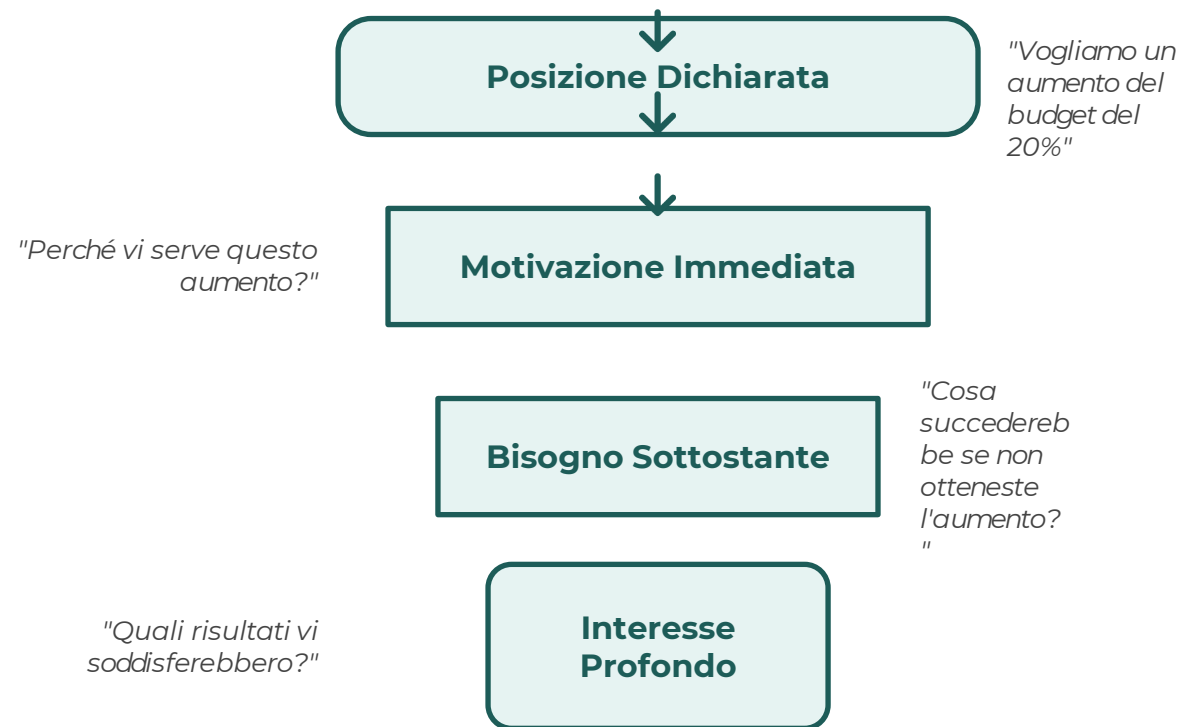 Posizione Dichiarata
"Vogliamo un
aumento del
budget del
20%"
"Perché vi serve questo
aumento?"
Motivazione Immediata
Bisogno Sottostante
"Cosa
succedereb
be se non
otteneste
l'aumento?
"
"Quali risultati vi
soddisferebbero?"
Interesse
Profondo